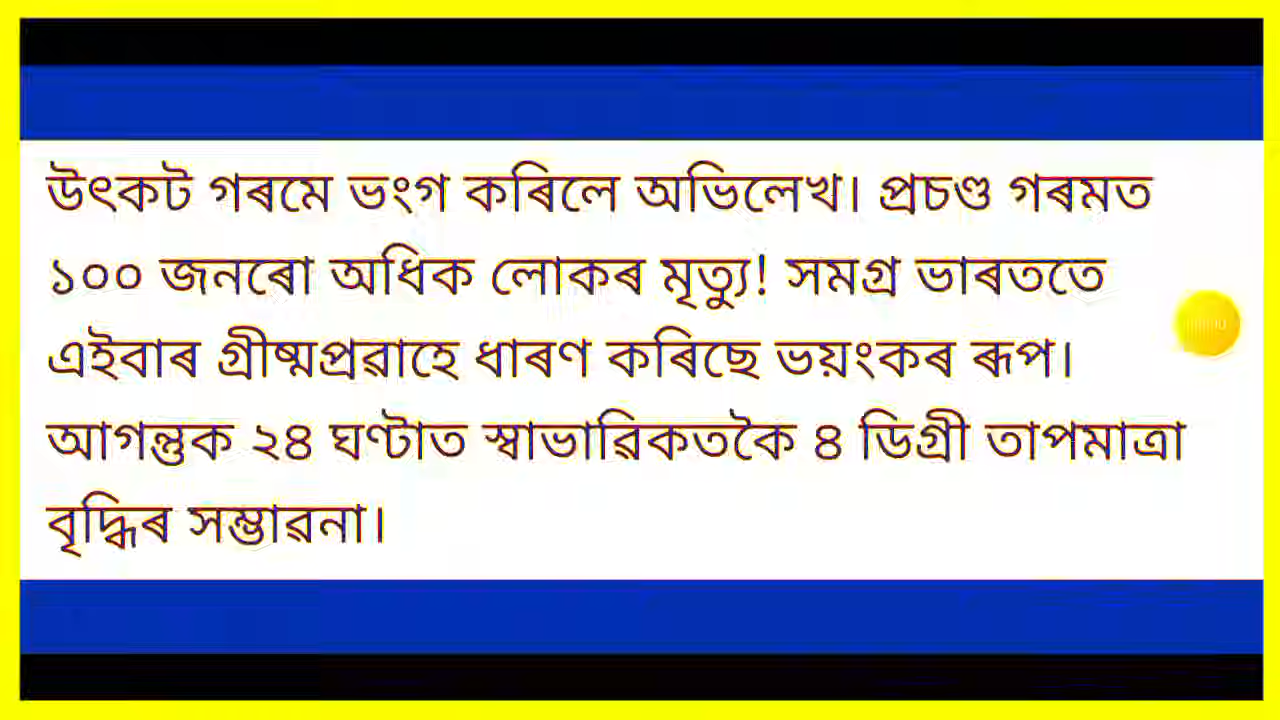 উৎকট গৰমে ভংগ কৰিলে অভিলেখ। প্ৰচণ্ড গৰমত
১০০ জনৰো অধিক লোকৰ মৃত্যু! সমগ্ৰ ভাৰততে
এইবাৰ গ্ৰীষ্মপ্ৰৱাহে ধাৰণ কৰিছে ভয়ংকৰ ৰূপ।
আগন্তুক ২৪ ঘণ্টাত স্বাভাৱিকতকৈ ৪ ডিগ্ৰী তাপমাত্ৰা
বৃদ্ধিৰ সম্ভাৱনা।